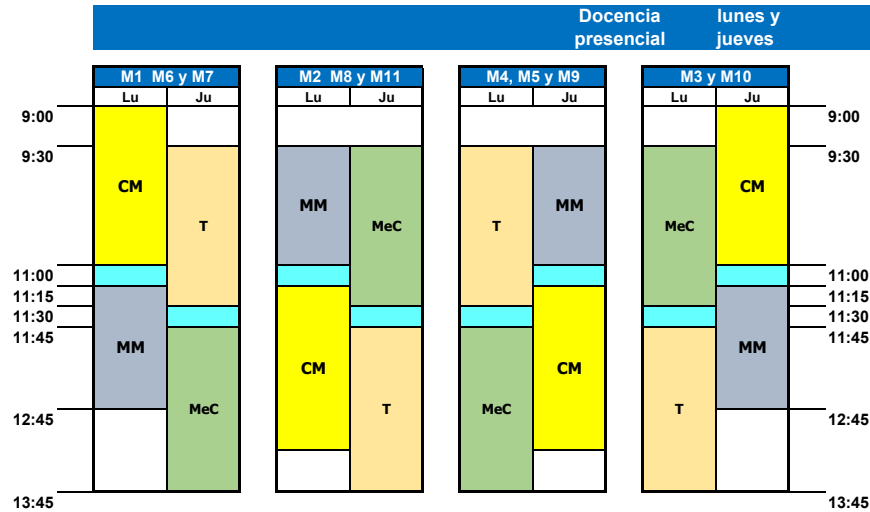 Docencia lunes y
presencial jueves
M1 M6 y M7 M2 M8 y M11 M4, M5 y M9 M3 y M10
Lu Ju Lu Ju Lu Ju Lu Ju
9:00 9:00
9:30 9:30
CM CM
MM MM
T MeC T MeC
11:00 11:00
11:15 11:15
11:30 11:30
11:45 11:45
MM MM
CM CM
MeC T MeC T
12:45 12:45
13:45 13:45